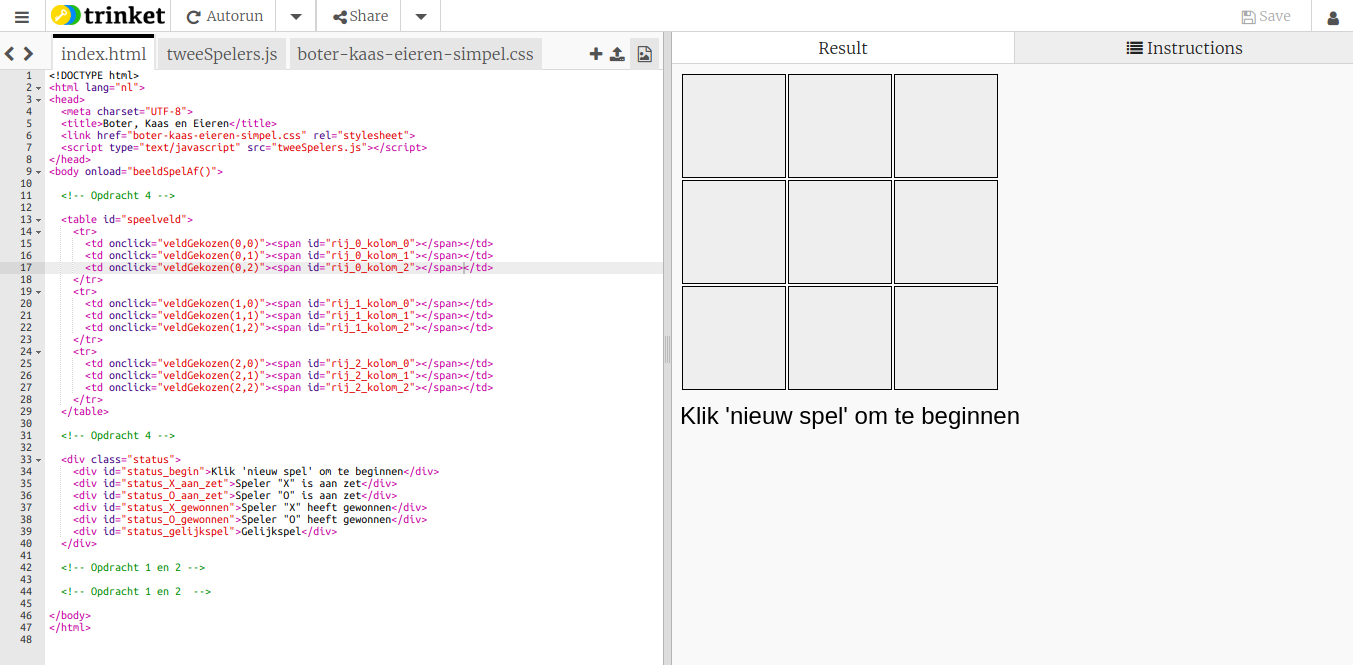 trinket Autorun Share Save
index.html tweeSpelers.js boter-kaas-eieren-simpel.css Result Instructions
1 <!DOCTYPE html>
2 <html lang="nl">
3 <head>
4 <meta charset="UTF-8">
5 <title>Boter, Kaas en Eieren</title>
6 <link href="boter-kaas-eieren-simpel.css" rel="stylesheet">
7 <script type="text/javascript" src="tweeSpelers.js"></script>
8 </head>
9 <body onload="beeldSpelAf()">
10
11 <!-- Opdracht 4 -->
12
13 <table id="speelveld">
14 <tr>
15 <td onclick="veldGekozen(0,0)"><span id="rij_0_kolom_0"></span></td>
16 <td onclick="veldGekozen(0,1)"><span id="rij_0_kolom_1"></span></td>
17 <td onclick="veldGekozen(0,2)"><span id="rij_0_kolom_2"></span></td>
18 </tr>
19 <tr>
20 <td onclick="veldGekozen(1,0)"><span id="rij_1_kolom_0"></span></td>
21 <td onclick="veldGekozen(1,1)"><span id="rij_1_kolom_1"></span></td>
22 <td onclick="veldGekozen(1,2)"><span id="rij_1_kolom_2"></span></td>
23 </tr>
24 <tr>
25 <td onclick="veldGekozen(2,0)"><span id="rij_2_kolom_0"></span></td>
26 <td onclick="veldGekozen(2,1)"><span id="rij_2_kolom_1"></span></td>
27 <td onclick="veldGekozen(2,2)"><span id="rij_2_kolom_2"></span></td>
28 </tr>
29 </table>
30
31 <!-- Opdracht 4 -->
32
33 <div class="status">
34 <div id="status_begin">Klik 'nieuw spel' om te beginnen</div>
35 <div id="status_X_aan_zet">Speler "X" is aan zet</div>
36 <div id="status_O_aan_zet">Speler "O" is aan zet</div>
37 <div id="status_X_gewonnen">Speler "X" heeft gewonnen</div>
38 <div id="status_O_gewonnen">Speler "O" heeft gewonnen</div>
39 <div id="status_gelijkspel">Gelijkspel</div>
40 </div>
41
42 <!-- Opdracht 1 en 2 -->
43
44 <!-- Opdracht 1 en 2  -->
45
46 </body>
47 </html>
48
Klik 'nieuw spel' om te beginnen